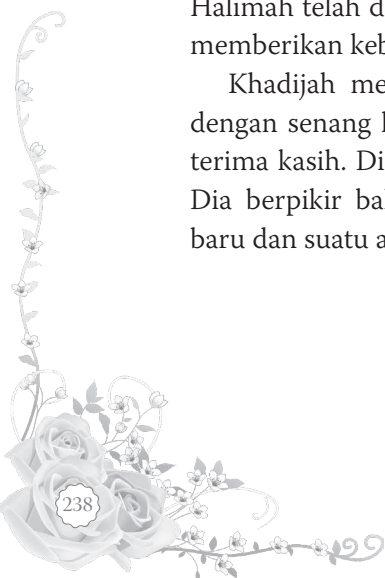 Halimah telah
memberikan
Khadijah
dengan senang
terima kasih.
Dia berpikir
baru dan suatu
238